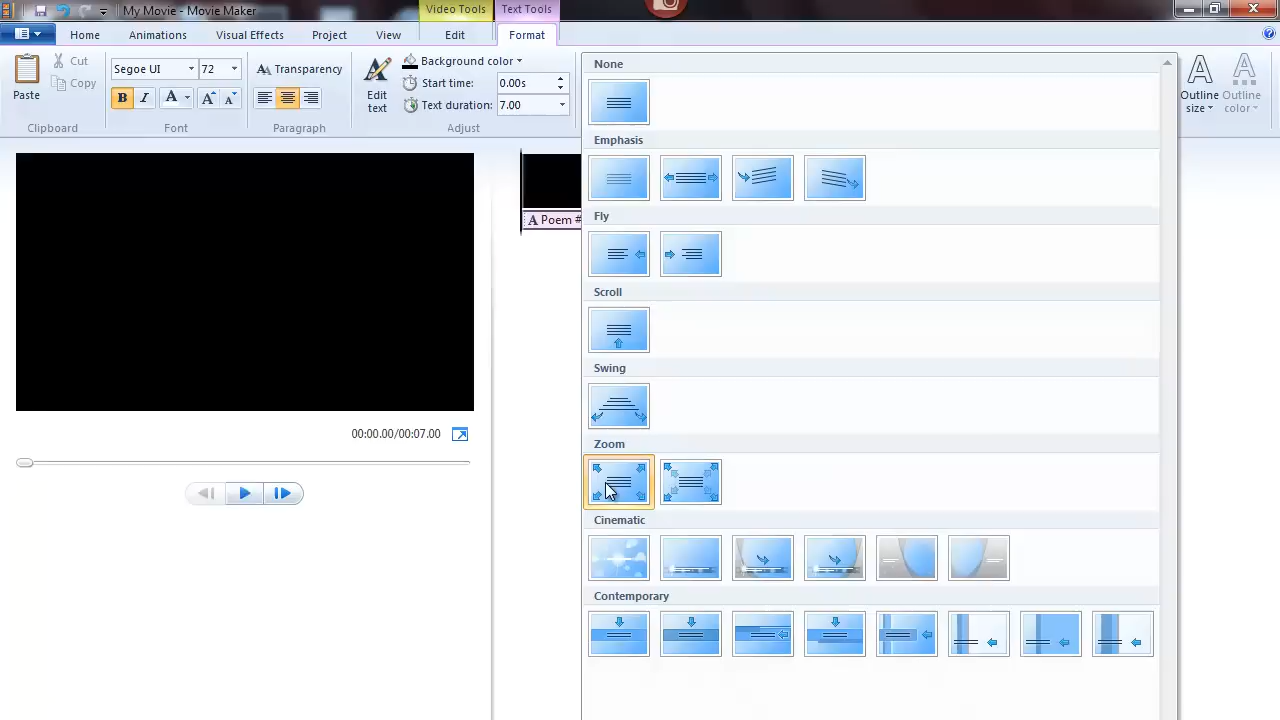 My Movie - Movie Maker
Video Tools
Text Tools
Home
Animations
Visual Effects
Project
View
Edit
Format
Paste
Cut
Copy
Clipboard
Segoe UI
72
B I A A A
Font
Transparency
Paragraph
Edit text
Background color
Start time: 0.00s
Text duration: 7.00
Adjust
None
Emphasis
Fly
Scroll
Swing
Zoom
Cinematic
Contemporary
Outline size
Outline color
A Poem #
00:00.00/00:07.00